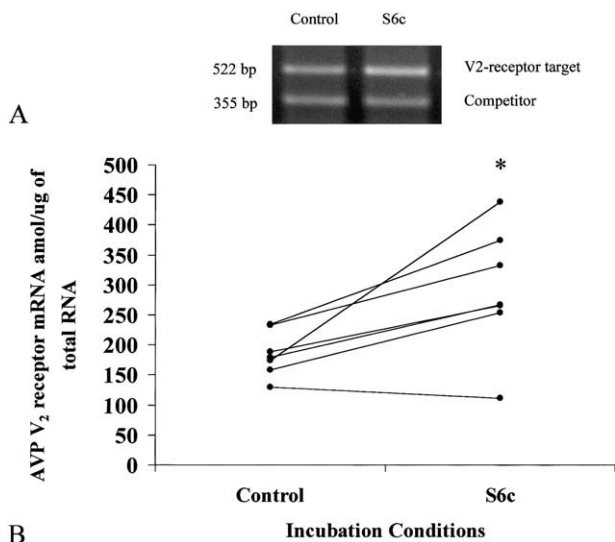 Control S6c
522 bp V2-receptor target
355 bp Competitor
A
500
*
450
400
350
300
250
200
150
100
50
0
AVP V₂ receptor mRNA amol/ug of
total RNA
Control S6c
B
Incubation Conditions